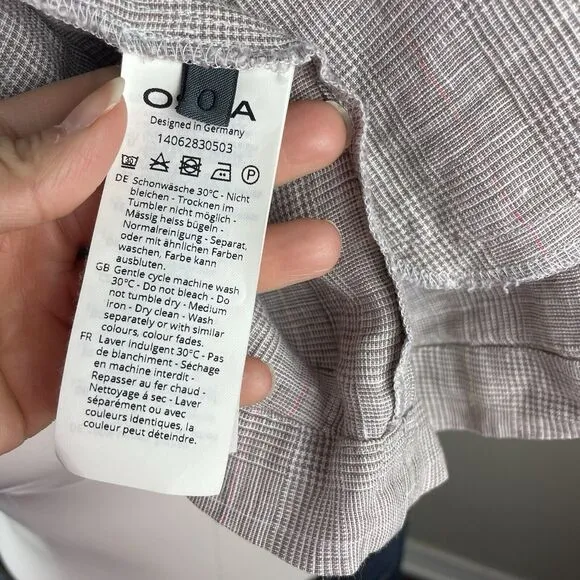 0
Designed in Germany
14062830503
P
DE Schonwäsche 30°C - Nicht
bleichen - Trocknen im
Tumbler nicht möglich -
Mässig heiss bügeln -
Normalreinigung - Separat,
oder mit ähnlichen Farben
waschen, Farbe kann
ausbluten.
GB Gentle cycle machine wash
30°C - Do not bleach - Do
not tumble dry - Medium
iron - Dry clean - Wash
separately or with similar
colours, colour fades.
FR Laver indulgent 30°C - Pas
de blanchiment - Séchage
en machine interdit -
Repasser au fer chaud -
Nettoyage à sec - Laver
séparément ou avec
couleurs identiques, la
couleur peut déteindre.